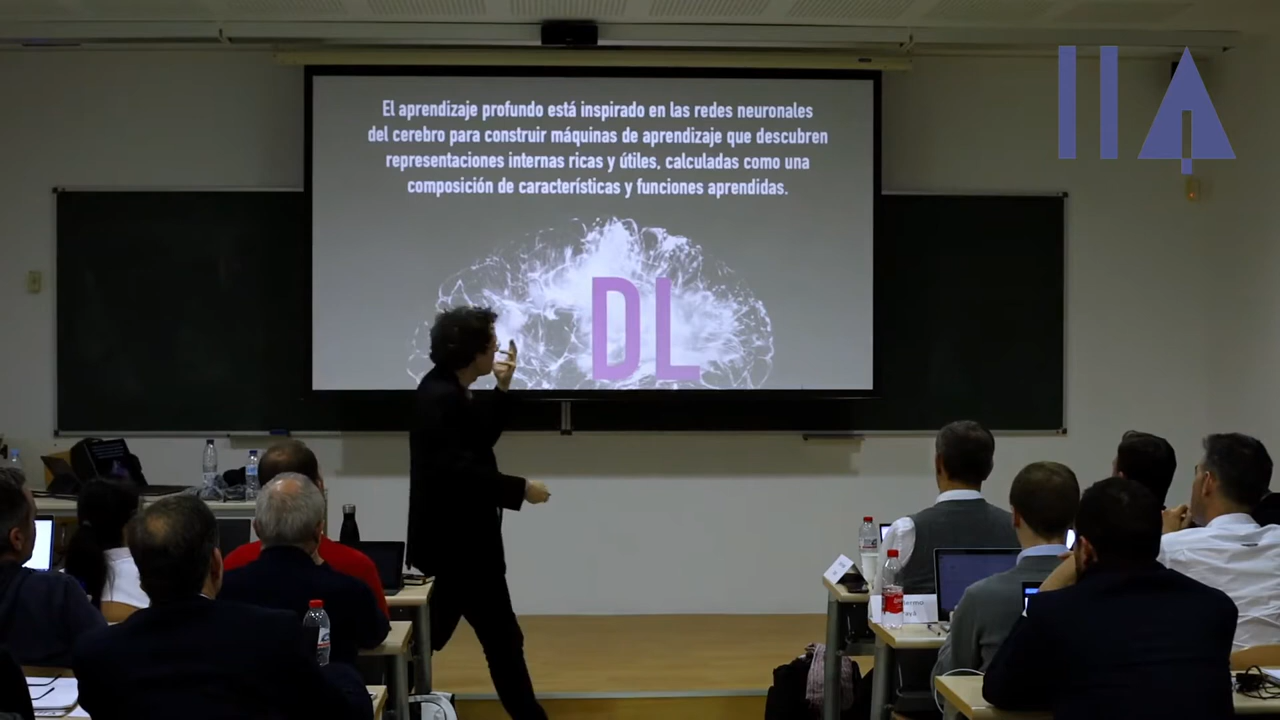 El aprendizaje profundo está inspirado en las redes neuronales
del cerebro para construir máquinas de aprendizaje que descubren
representaciones internas ricas y útiles, calculadas como una
composición de características y funciones aprendidas.
DL